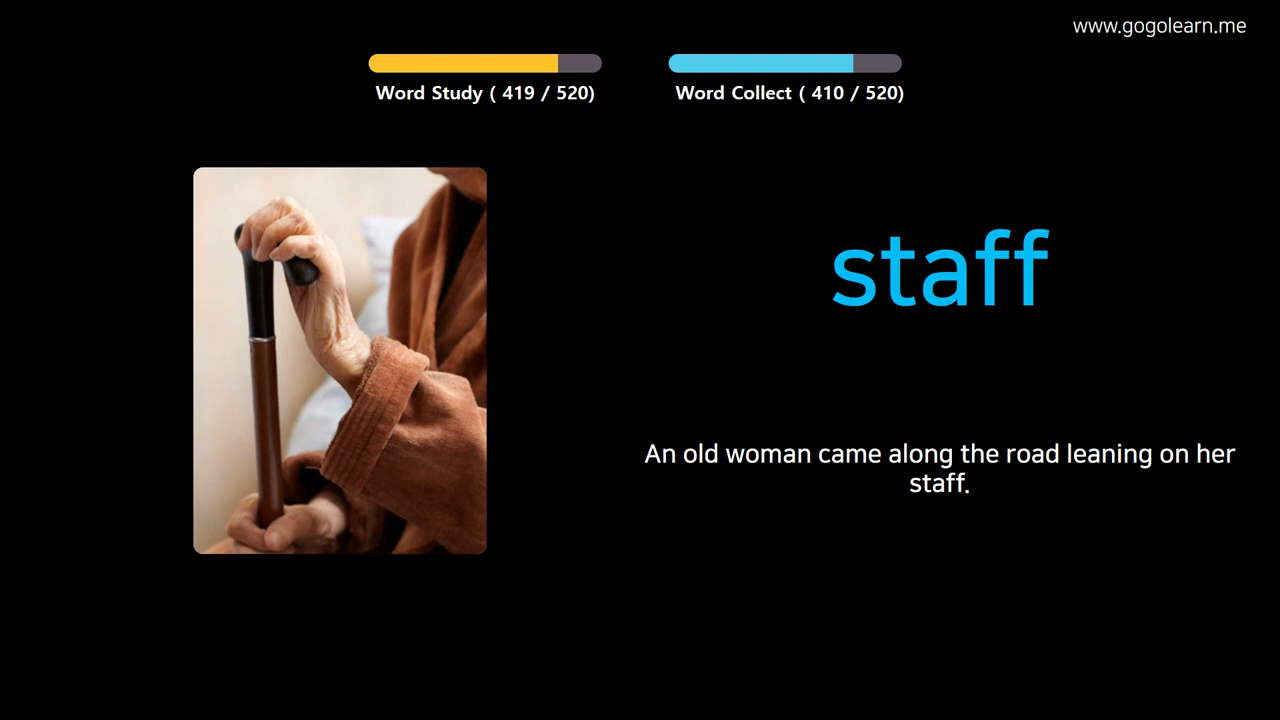 www.gogolearn.me
Word Study ( 419 / 520)
Word Collect ( 410 / 520)
staff
An old woman came along the road leaning on her
staff.